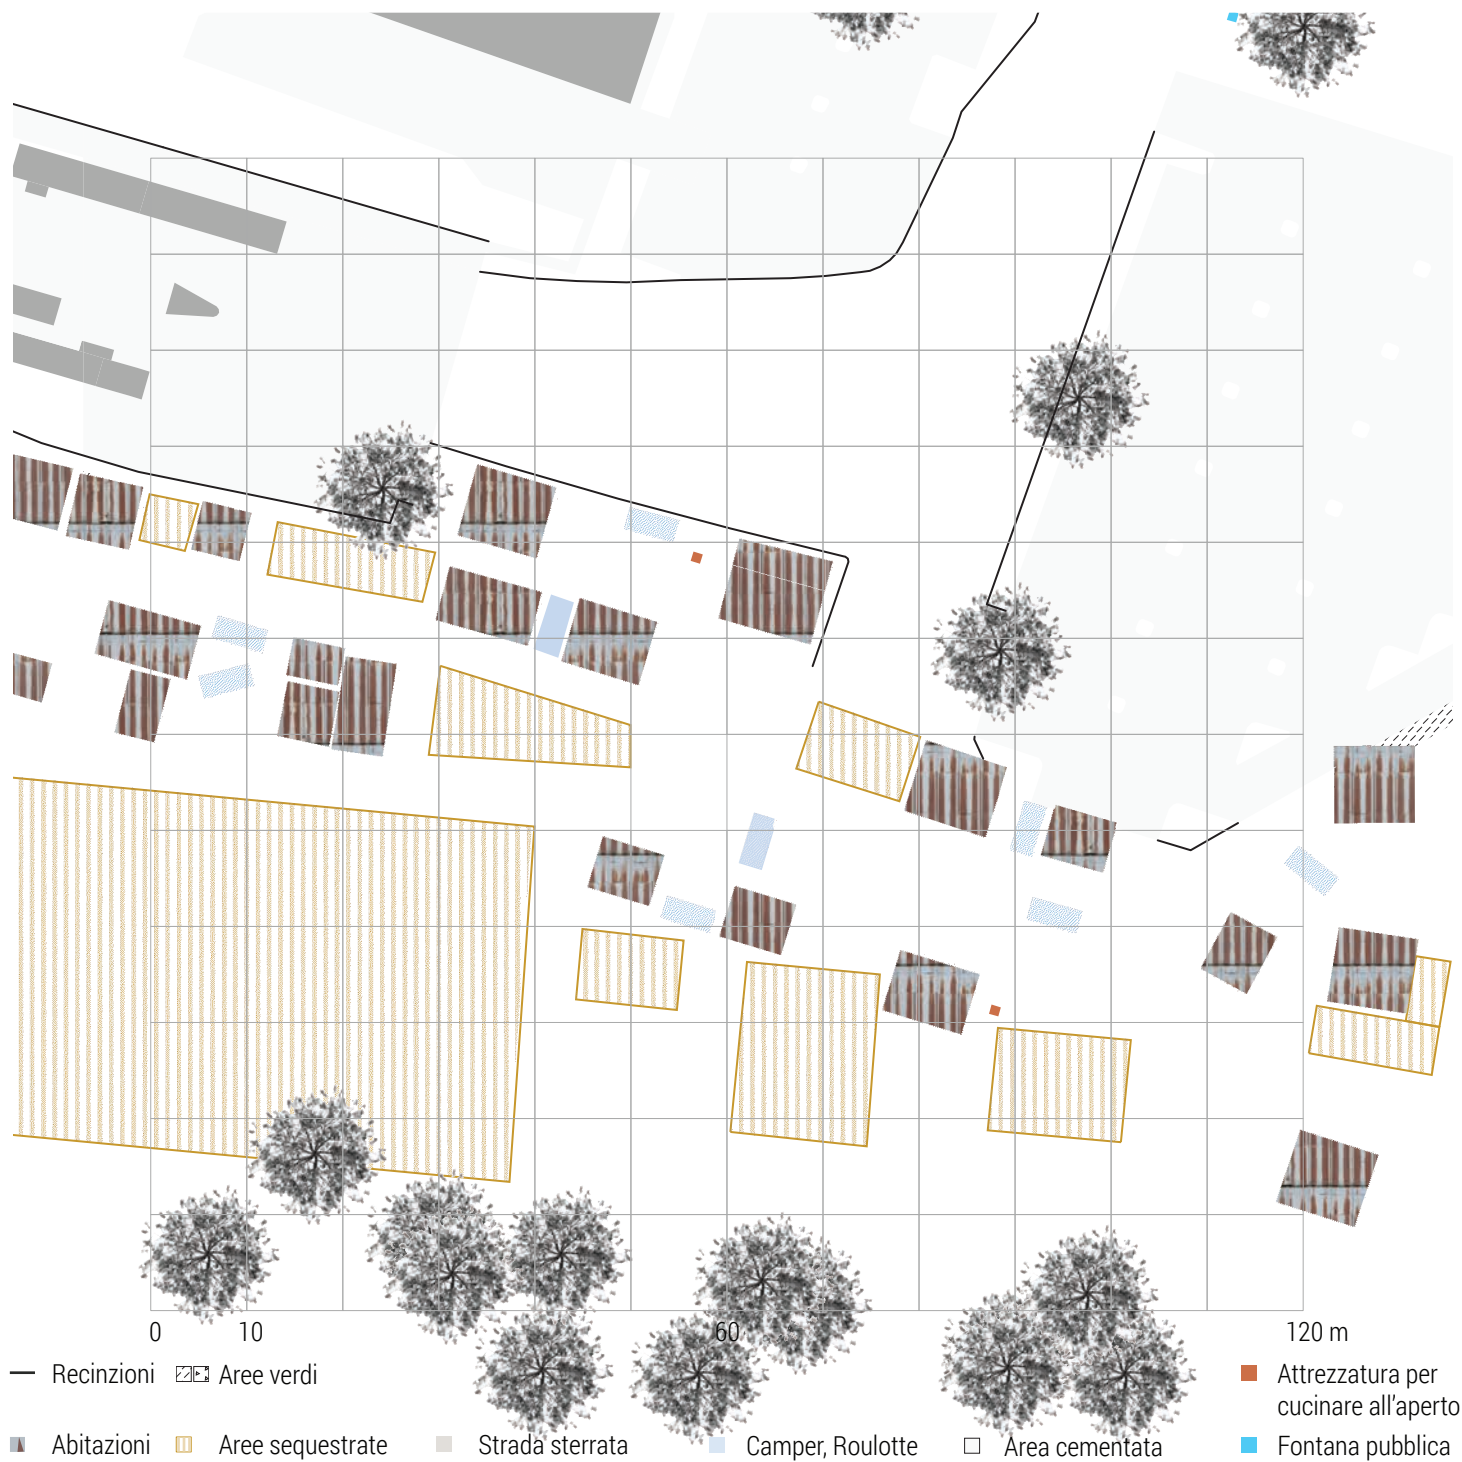 0 10 60 120 m
Recinzioni Aree verdi Attrezzatura per
cucinare all'aperto
Abitazioni Aree sequestrate Strada sterrata Camper, Roulotte Area cementata Fontana pubblica